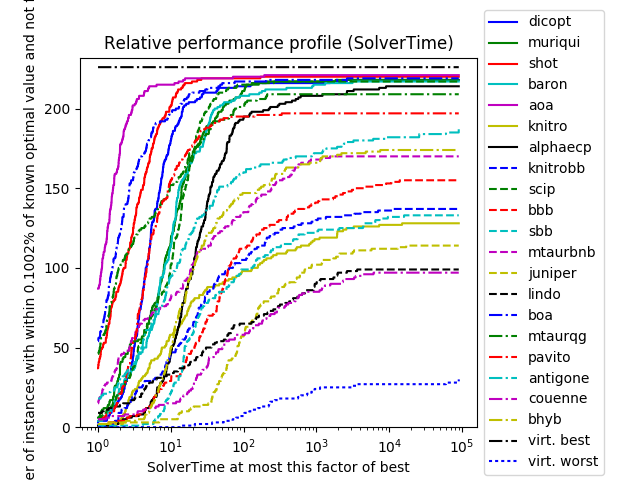 Relative performance profile (SolverTime)
of instances with within 0.1002% of known optimal value and not
200
150
100
50
0
10^0
10^1
10^2
10^3
10^4
10^5
SolverTime at most this factor of best
dicopt
muriqui
shot
baron
aoa
knitro
alphaecp
knitrobb
scip
bbb
sbb
mtaurbnb
juniper
lindo
boa
mtaurqg
pavito
antigone
couenne
bhyb
virt. best
virt. worst